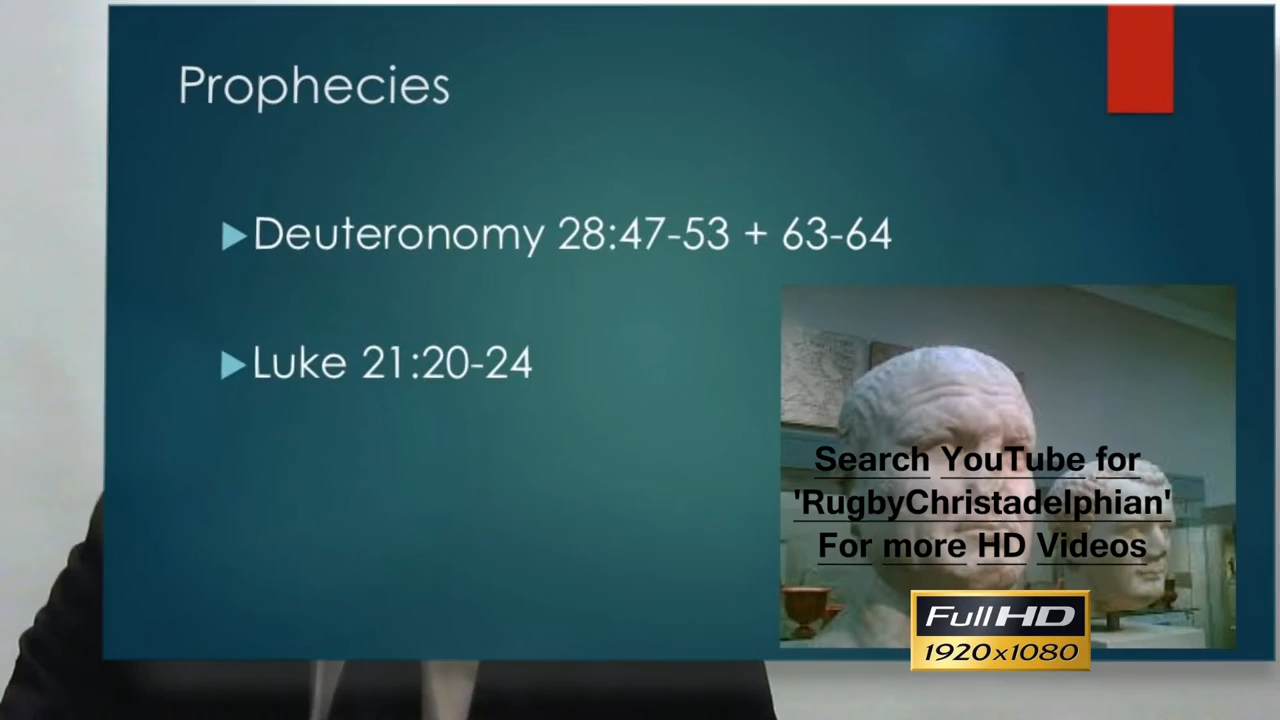 Prophecies
Deuteronomy 28:47-53 + 63-64
Luke 21:20-24
Search YouTube for
'RugbyChristadelphian'
For more HD Videos
Full HD
1920x1080